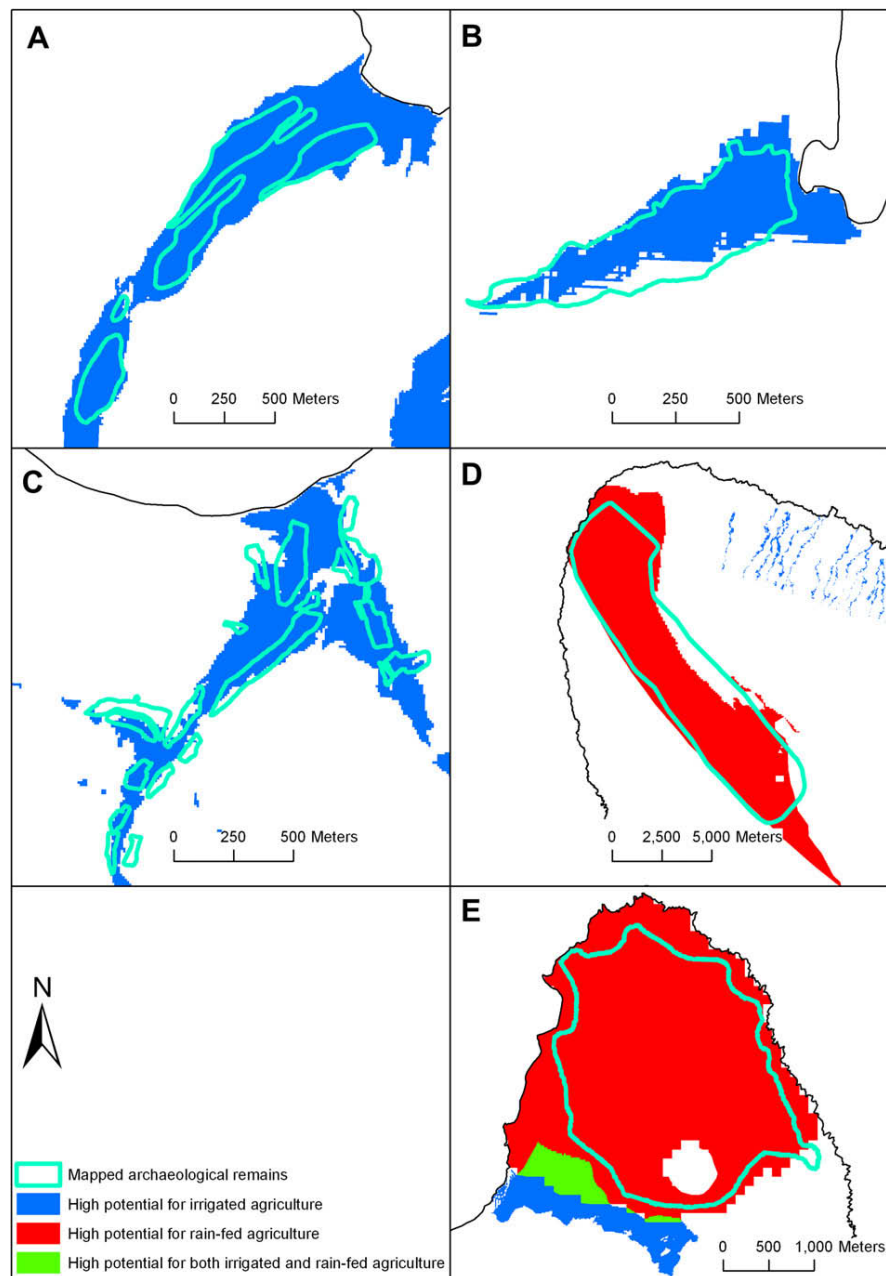 A
0 250 500 Meters
B
0 250 500 Meters
C
0 250 500 Meters
D
0 2,500 5,000 Meters
N
Mapped archaeological remains
High potential for irrigated agriculture
High potential for rain-fed agriculture
High potential for both irrigated and rain-fed agriculture
E
0 500 1,000 Meters